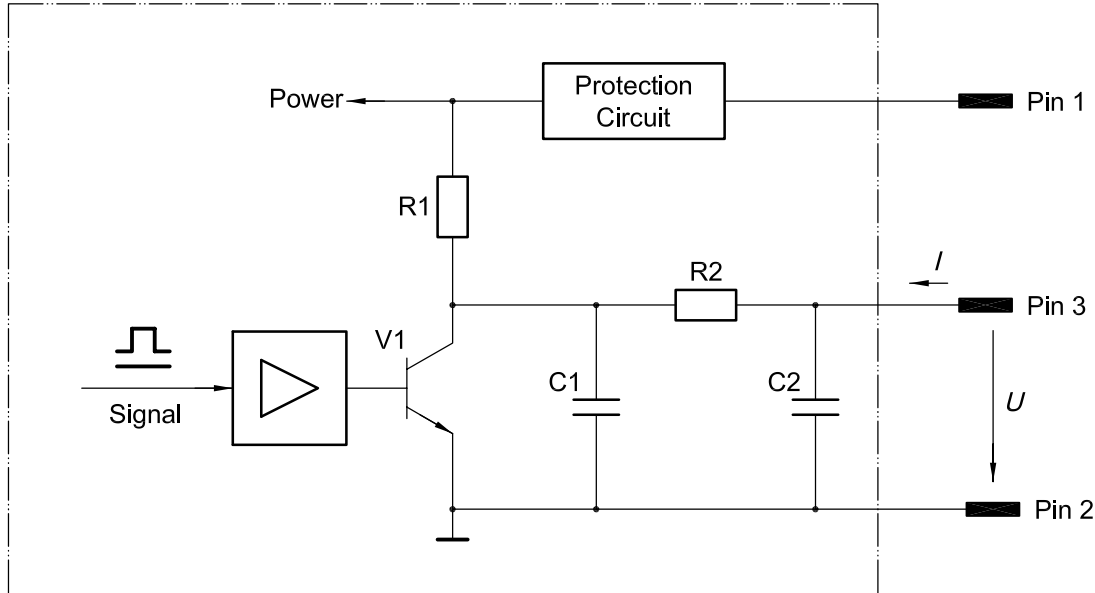 Protection
Circuit
Power
Pin 1
R1
I
R2
Pin 3
V1
Signal
C1
C2
U
Pin 2